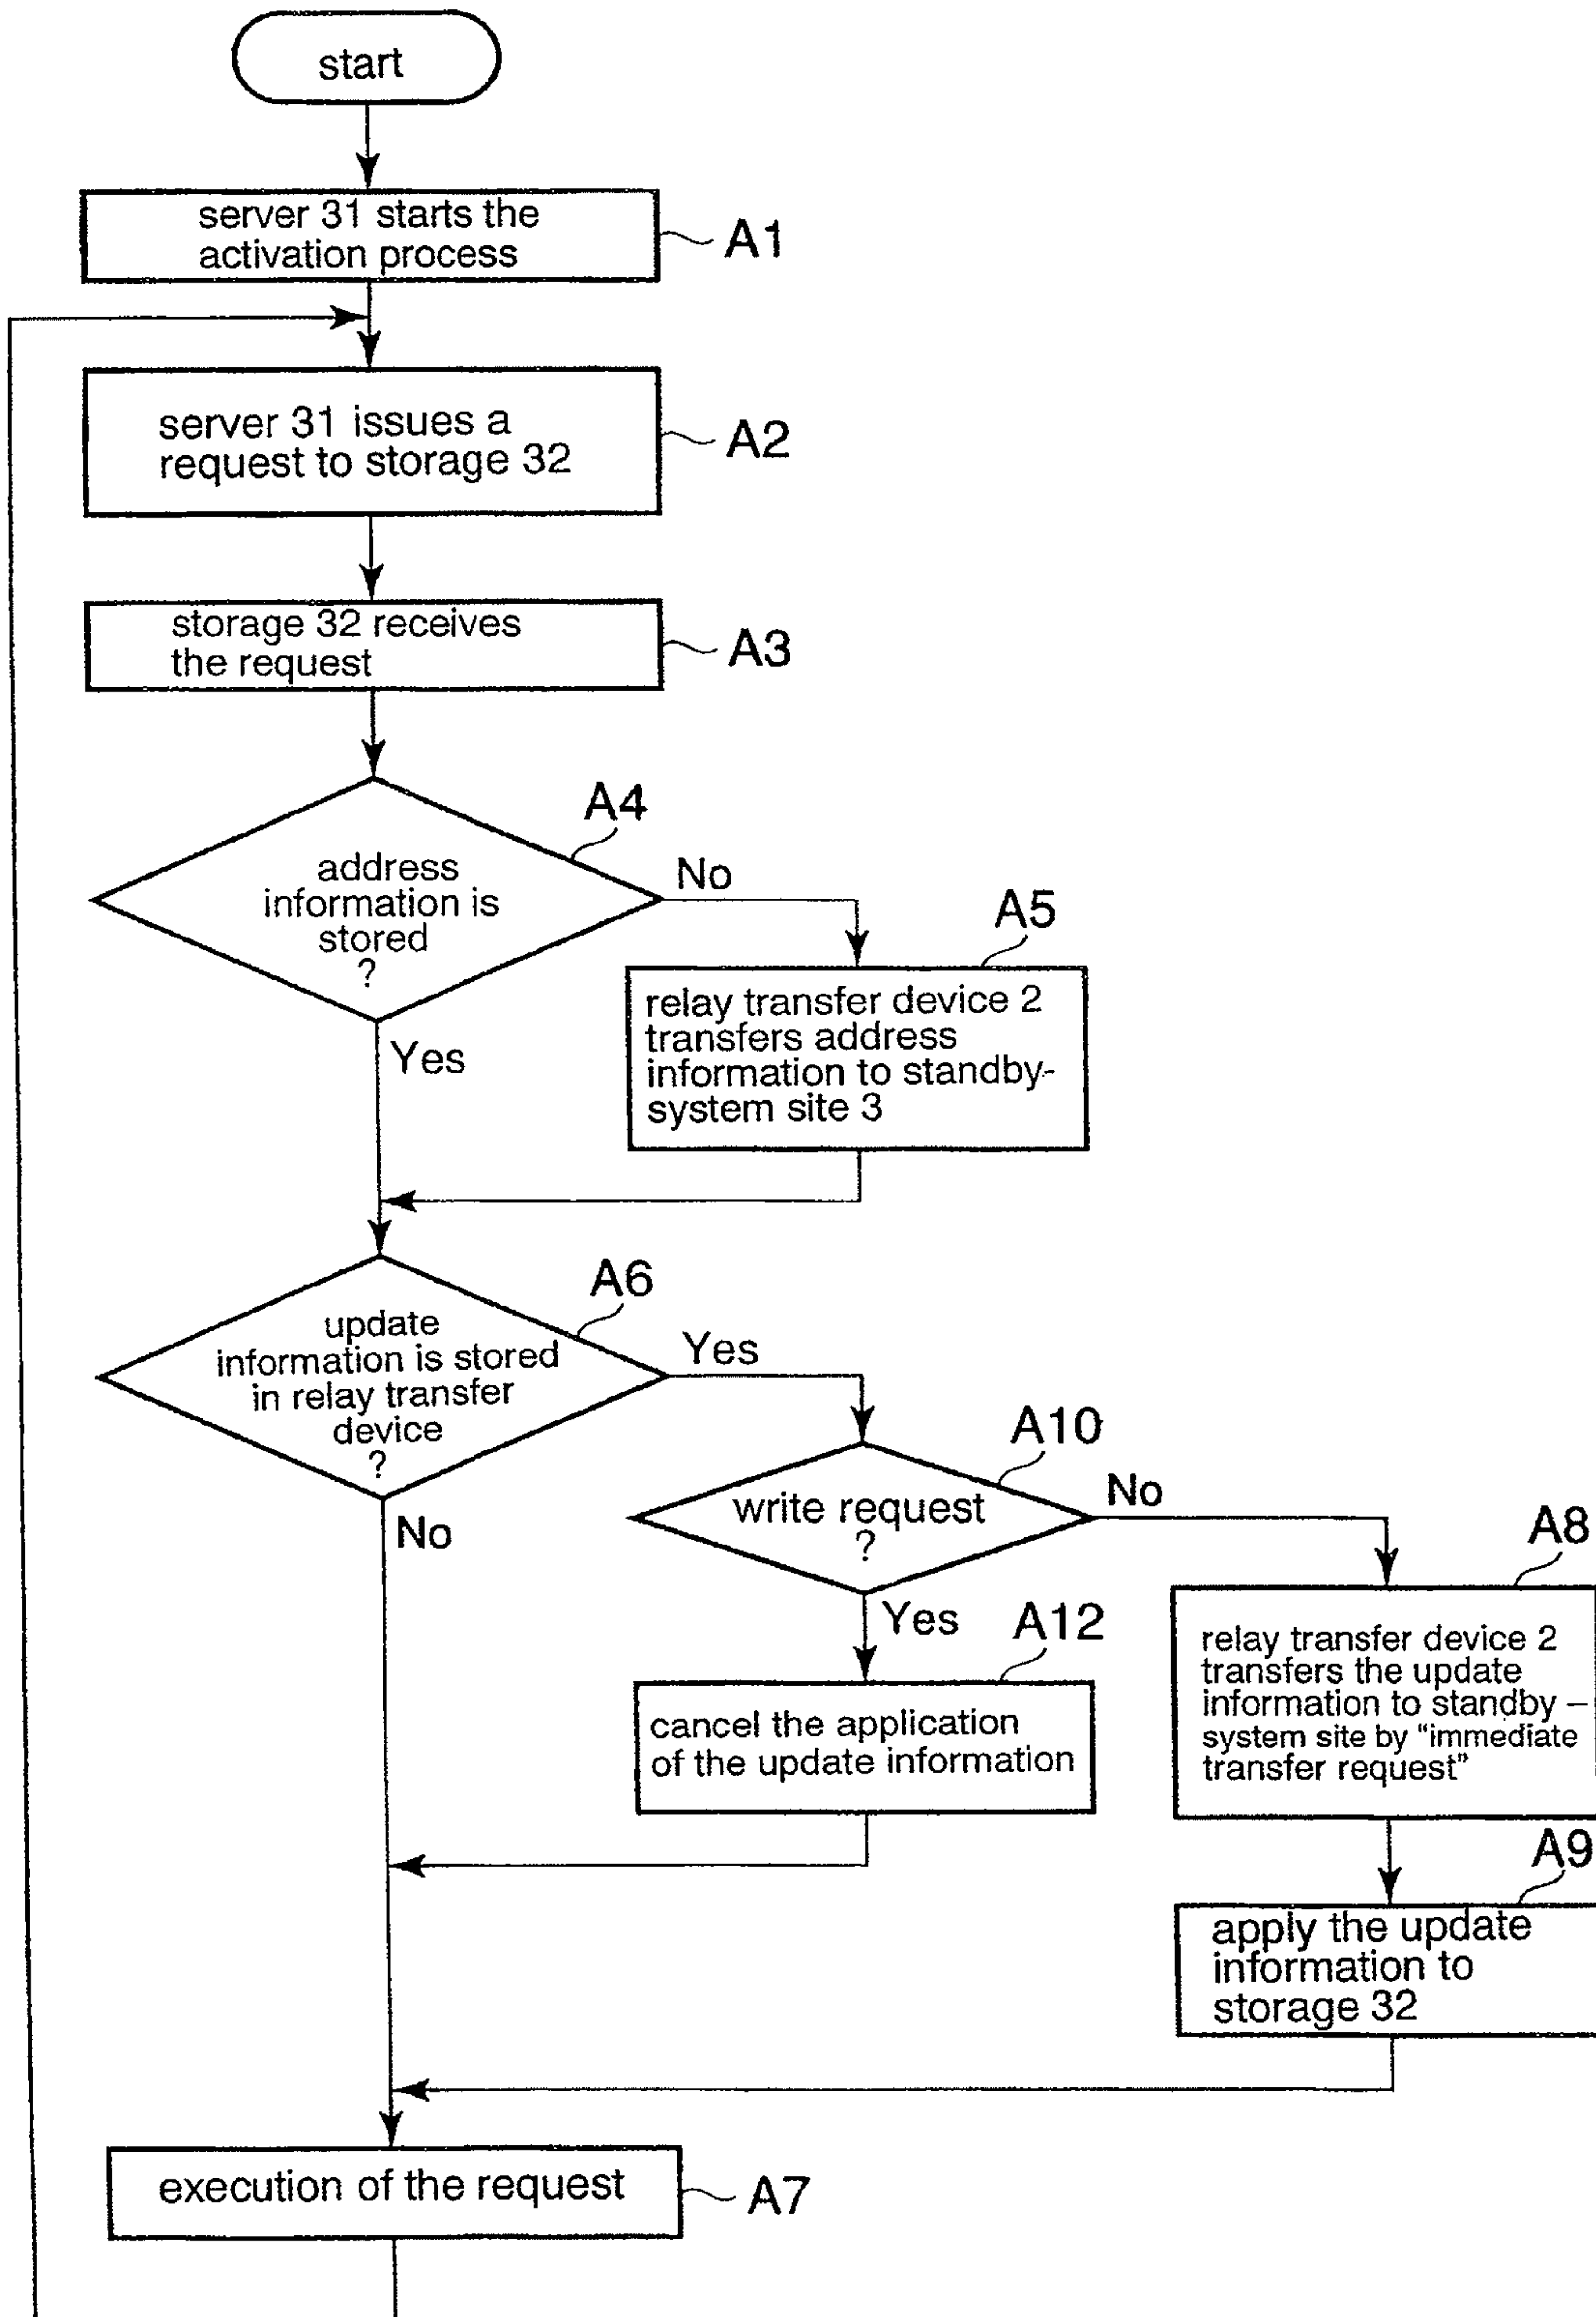 start
server 31 starts the
activation process
A1
server 31 issues a
request to storage 32
A2
storage 32 receives
the request
A3
A4
address
information is
stored
?
No
Yes
A5
relay transfer device 2
transfers address
information to standby-
system site 3
A6
update
information is stored
in relay transfer
device
?
Yes
No
A10
write request
?
No
Yes
A8
relay transfer device 2
transfers the update
information to standby –
system site by “immediate
transfer request”
A12
cancel the application
of the update information
A9
apply the update
information to
storage 32
execution of the request
A7